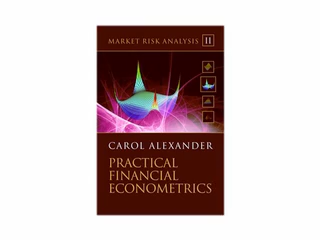 MARKET RISK ANALYSIS II
CAROL ALEXANDER
PRACTICAL
FINANCIAL
ECONOMETRICS